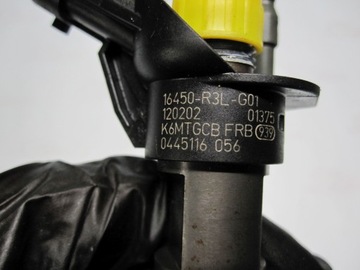 16450-R3L-G01
120202 01375
K6MTGCB FRB 939
0445116 056